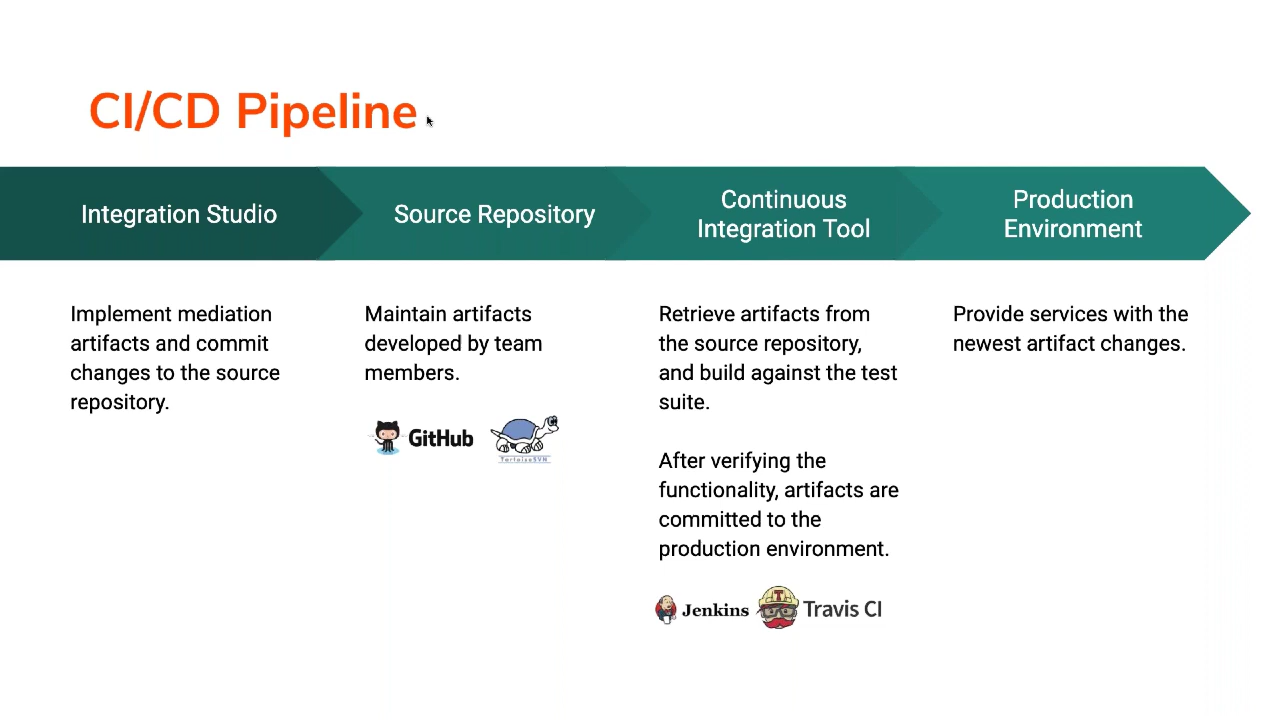 CI/CD Pipeline
Integration Studio
Source Repository
Continuous
Integration Tool
Production
Environment
Implement mediation
artifacts and commit
changes to the source
repository.
Maintain artifacts
developed by team
members.
GitHub
TortoiseSVN
Retrieve artifacts from
the source repository,
and build against the test
suite.
After verifying the
functionality, artifacts are
committed to the
production environment.
Jenkins
T
Travis CI
Provide services with the
newest artifact changes.